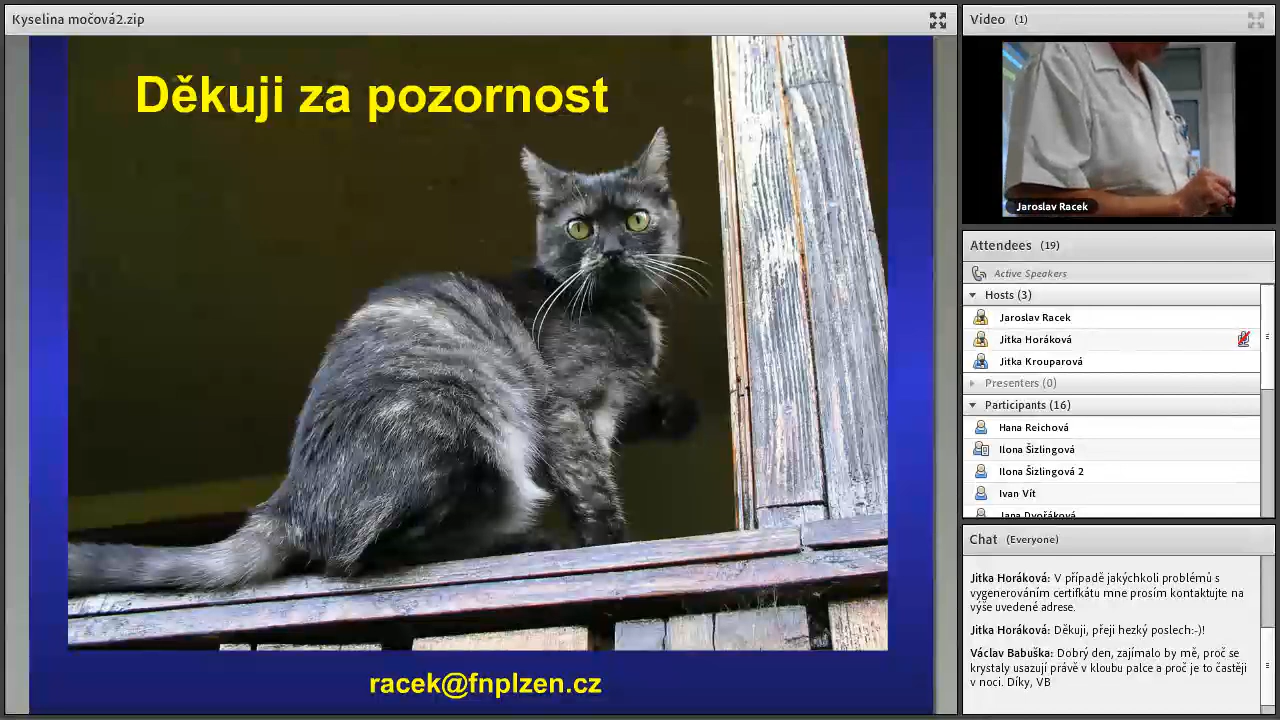 Kyselina močová2.zip
Děkuji za pozornost
racek@fnplzen.cz
Video (1)
Jaroslav Racek
Attendees (19)
Active Speakers
Hosts (3)
Jaroslav Racek
Jitka Horáková
Jitka Krouparová
Presenters (0)
Participants (16)
Hana Reichová
Ilona Šizlingová
Ilona Šizlingová 2
Ivan Vít
Jana Dvořáková
Chat (Everyone)
Jitka Horáková: V případě jakýchkoli problémů s
vygenerováním certifkátu mne prosím kontaktujte na
výše uvedené adrese.
Jitka Horáková: Děkuji, přeji hezký poslech:-)!
Václav Babuška: Dobrý den, zajímalo by mě, proč se
krystaly usazují právě v kloubu palce a proč je to častěji
v noci. Díky, VB